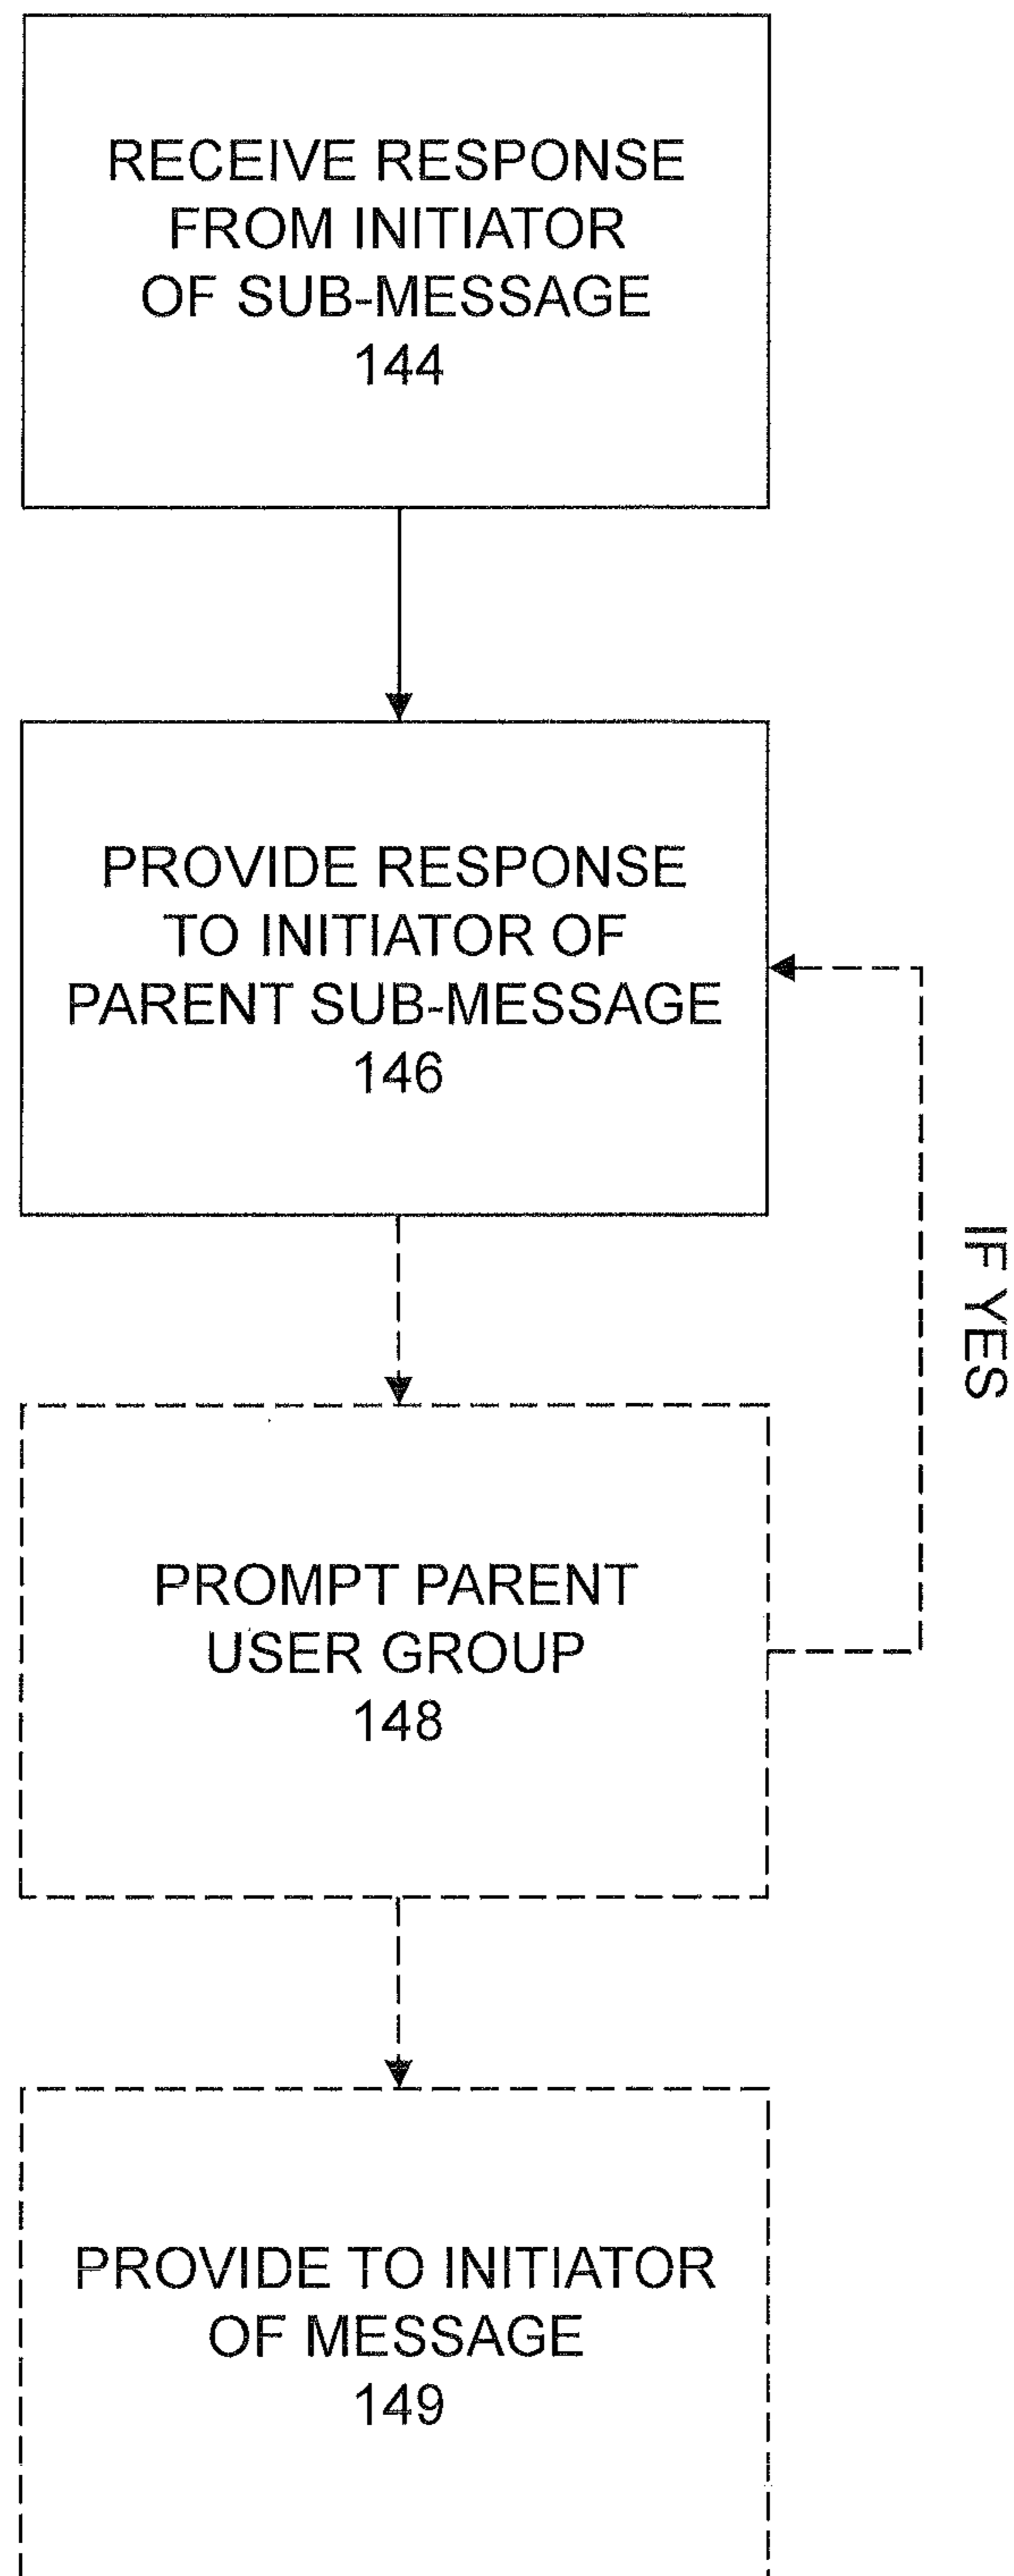 RECEIVE RESPONSE
FROM INITIATOR
OF SUB-MESSAGE
144
PROVIDE RESPONSE
TO INITIATOR OF
PARENT SUB-MESSAGE
146
IF YES
PROMPT PARENT
USER GROUP
148
PROVIDE TO INITIATOR
OF MESSAGE
149